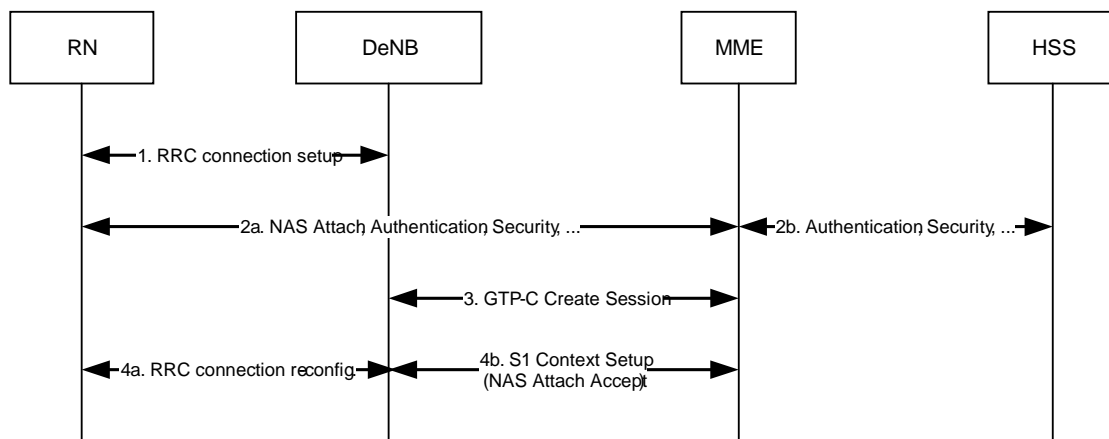 RN
DeNB
MME
HSS
1. RRC connection setup
2a. NAS Attach, Authentication, Security, ...
2b. Authentication, Security, ...
3. GTP-C Create Session
4a. RRC connection reconfig.
4b. S1 Context Setup
(NAS Attach Accept)